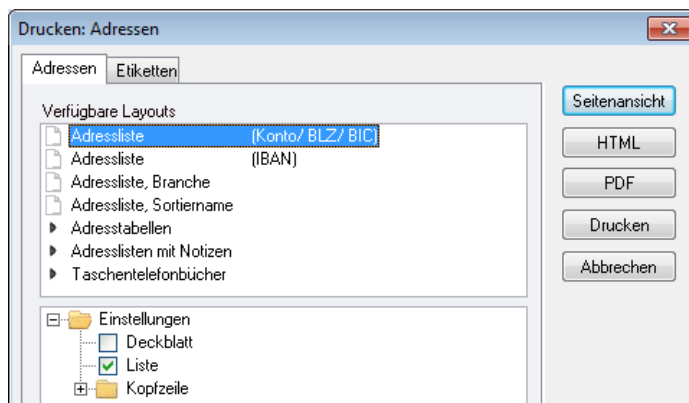 Drucken: Adressen
Adressen Etiketten
Verfügbare Layouts
Adressliste (Konto/ BLZ/ BIC)
Adressliste (IBAN)
Adressliste, Branche
Adressliste, Sortiername
Adresstabellen
Adresslisten mit Notizen
Taschentelefonbücher
Seitenansicht
HTML
PDF
Drucken
Abbrechen
Einstellungen
Deckblatt
Liste
Kopfzeile